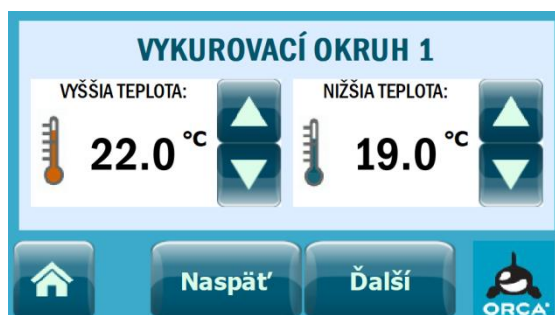 VYKUROVACÍ OKRUH 1
VYŠŠIA TEPLOTA:
22.0 °C
NIŽŠIA TEPLOTA:
19.0 °C
Naspäť
Ďalší
ORCA